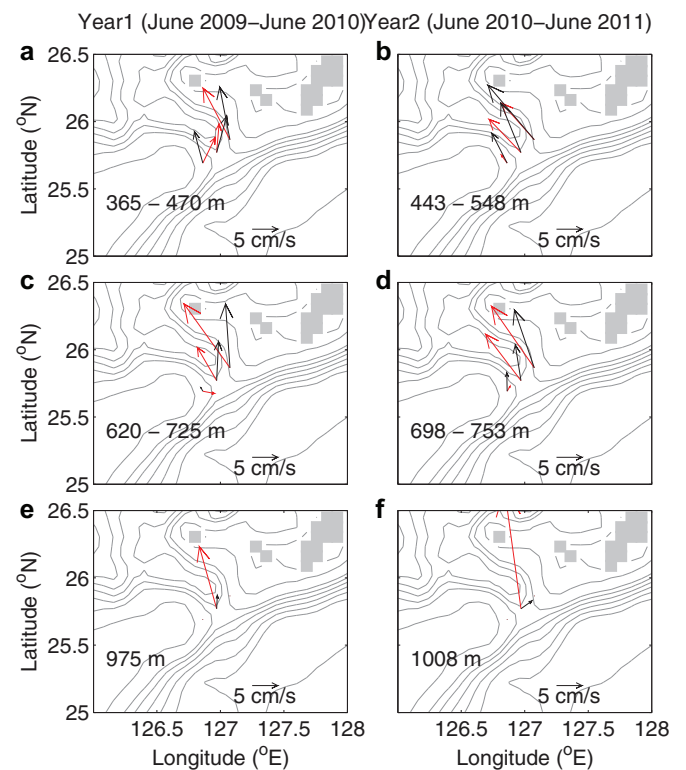 Year1 (June 2009−June 2010)
Year2 (June 2010−June 2011)
a
b
26.5
26
25.5
25
Latitude (°N)
365 − 470 m
5 cm/s
443 − 548 m
5 cm/s
c
d
26.5
26
25.5
25
Latitude (°N)
620 − 725 m
5 cm/s
698 − 753 m
5 cm/s
e
f
26.5
26
25.5
25
Latitude (°N)
975 m
5 cm/s
1008 m
5 cm/s
126.5 127 127.5 128
126.5 127 127.5 128
Longitude (°E)
Longitude (°E)